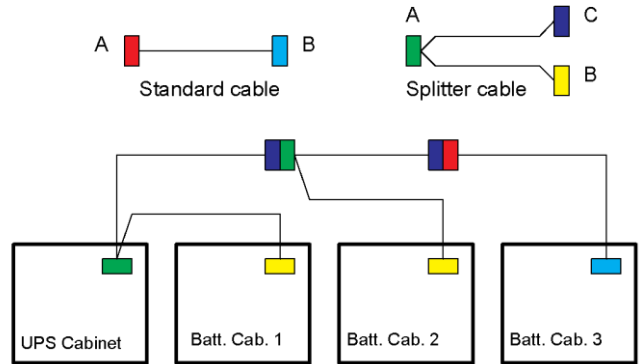 A
B
Standard cable
A
C
B
Splitter cable
UPS Cabinet
Batt. Cab. 1
Batt. Cab. 2
Batt. Cab. 3